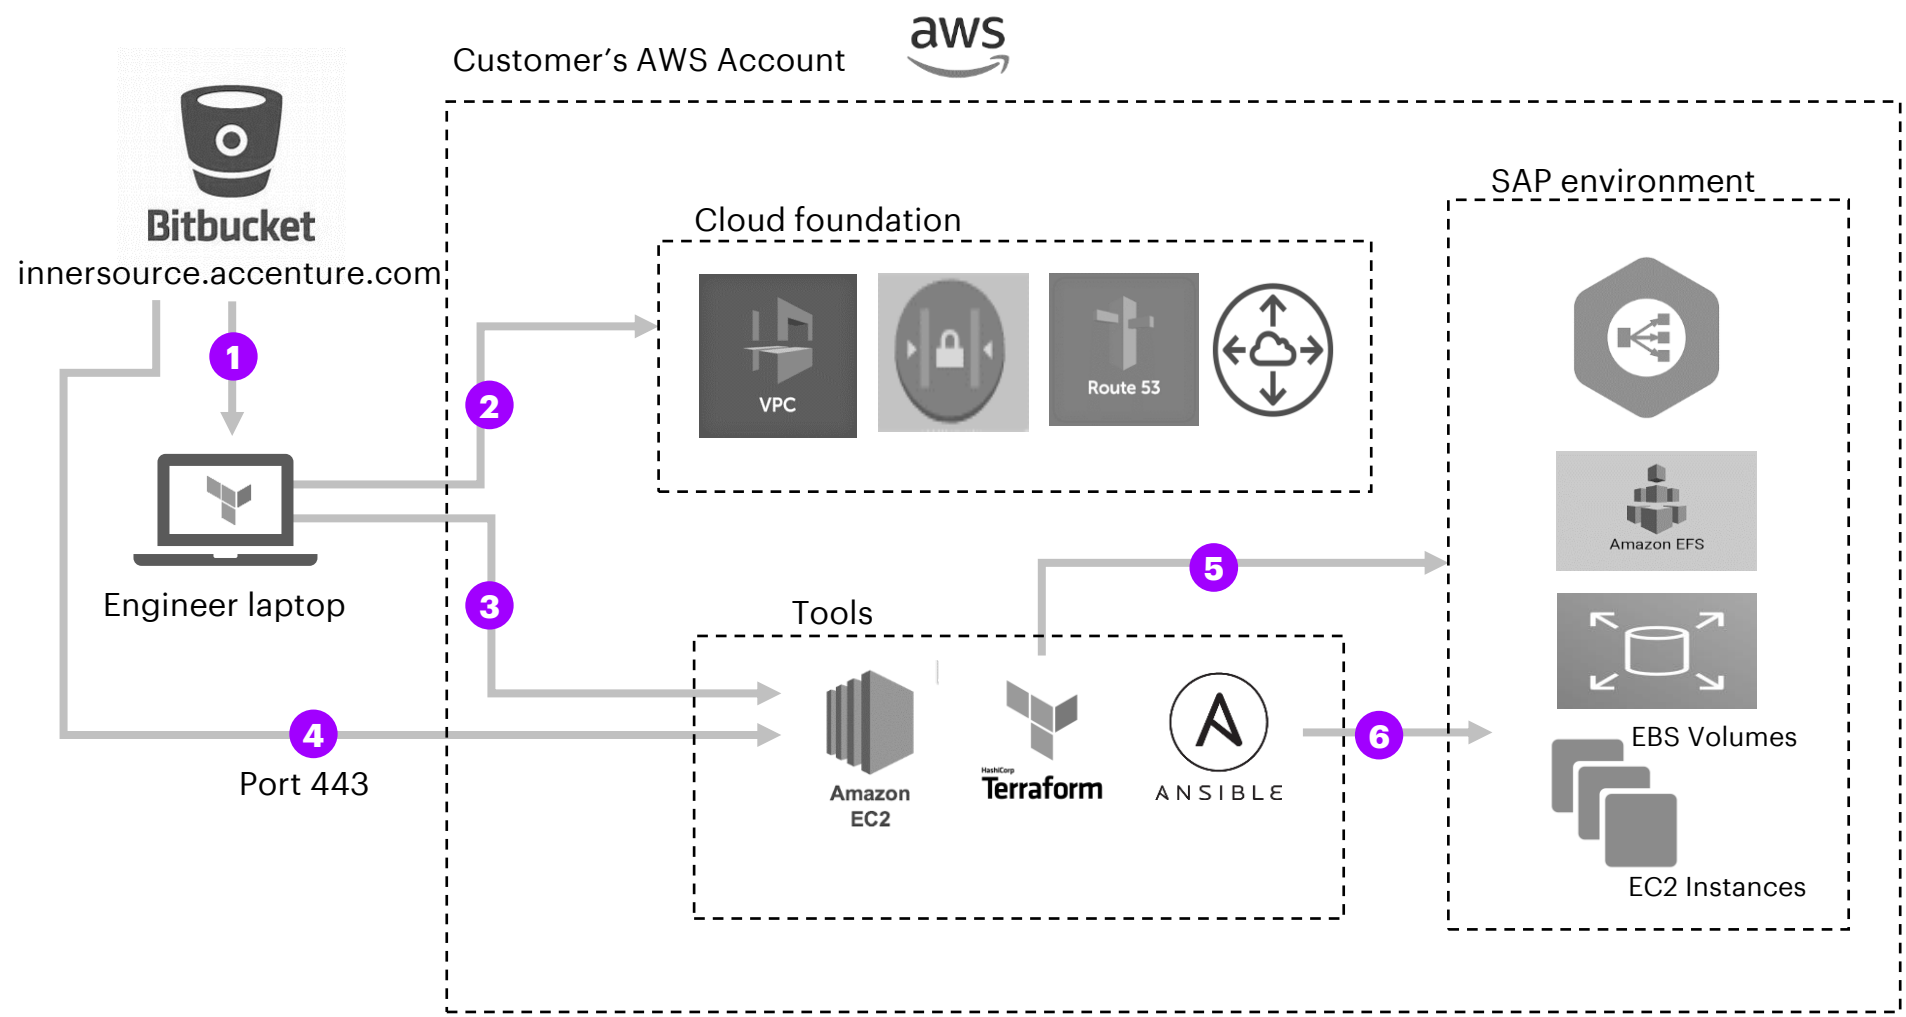 aws
Customer’s AWS Account
Bitbucket
innersource.accenture.com
SAP environment
Cloud foundation
VPC
Route 53
1
2
Engineer laptop
3
Amazon EFS
5
Tools
EBS Volumes
4
6
Port 443
Amazon
EC2
HashiCorp
Terraform
ANSIBLE
EC2 Instances